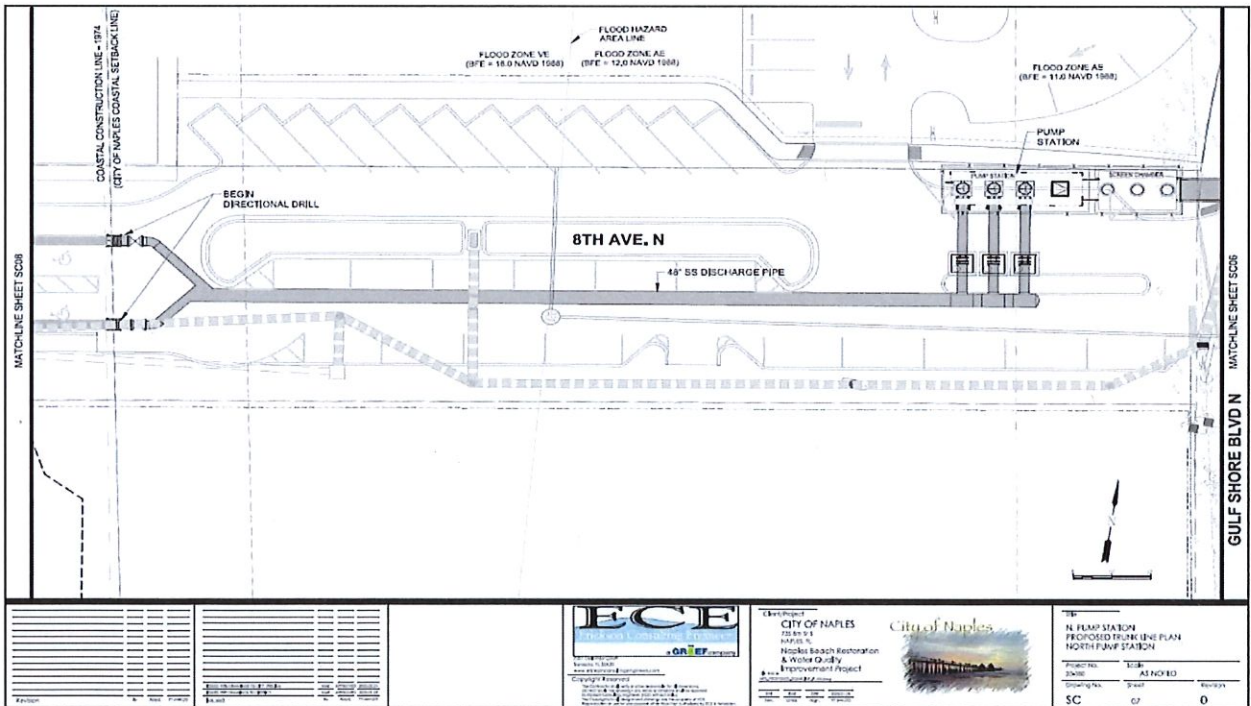 COASTAL CONSTRUCTION LINE - 1974
(CITY OF NAPLES COASTAL SETBACK LINE)
FLOOD HAZARD
AREA LINE
FLOOD ZONE VE
(BFE = 16.0 NAVD 1988)
FLOOD ZONE AE
(BFE = 12.0 NAVD 1988)
FLOOD ZONE AE
(BFE = 11.0 NAVD 1988)
PUMP
STATION
PUMP STATION
SCREEN CHAMBER
BEGIN
DIRECTIONAL DRILL
8TH AVE. N
48" SS DISCHARGE PIPE
MATCHLINE SHEET SC08
MATCHLINE SHEET SC06
GULF SHORE BLVD N
N
Revision
Issued
ECE
Erickson Consulting Engineers
a GREIF company
Copyright Reserved
Client/Project
CITY OF NAPLES
NAPLES, FL
Naples Beach Restoration
& Water Quality
Improvement Project
City of Naples
Title
N. PUMP STATION
PROPOSED TRUNK LINE PLAN
NORTH PUMP STATION
Project No.
Scale
AS NOTED
Drawing No.
Sheet
Revision
SC
07
0